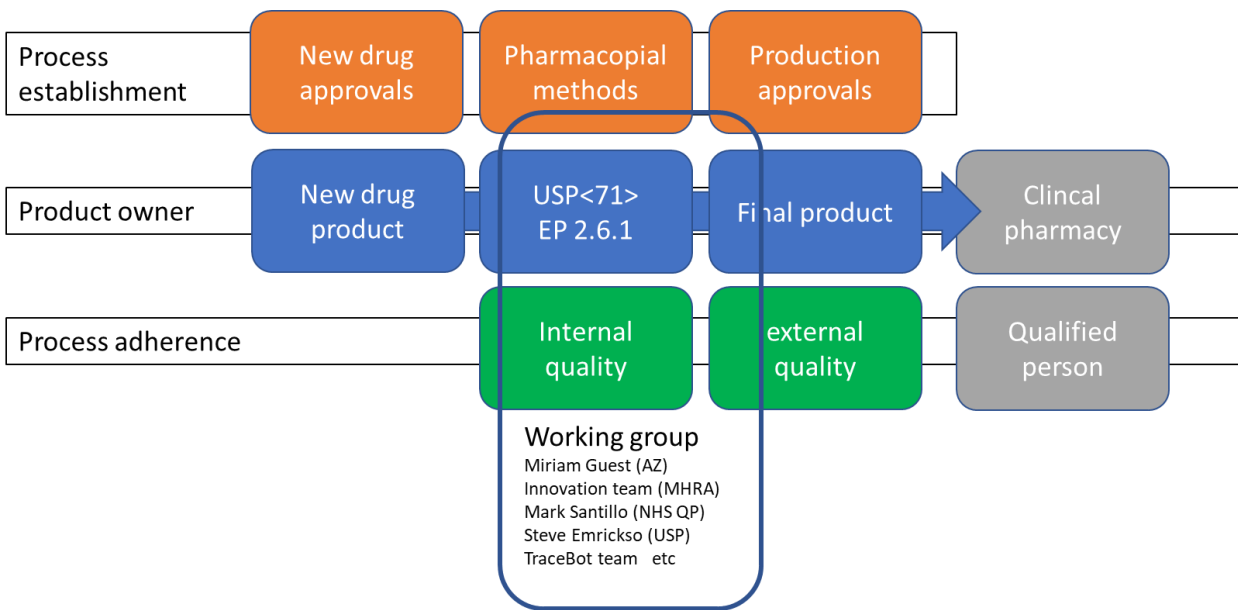 Process
establishment
New drug
approvals
Pharmacopial
methods
Production
approvals
Product owner
New drug
product
USP<71>
EP 2.6.1
Final product
Clincal
pharmacy
Process adherence
Internal
quality
external
quality
Qualified
person
Working group
Miriam Guest (AZ)
Innovation team (MHRA)
Mark Santillo (NHS QP)
Steve Emrickso (USP)
TraceBot team etc